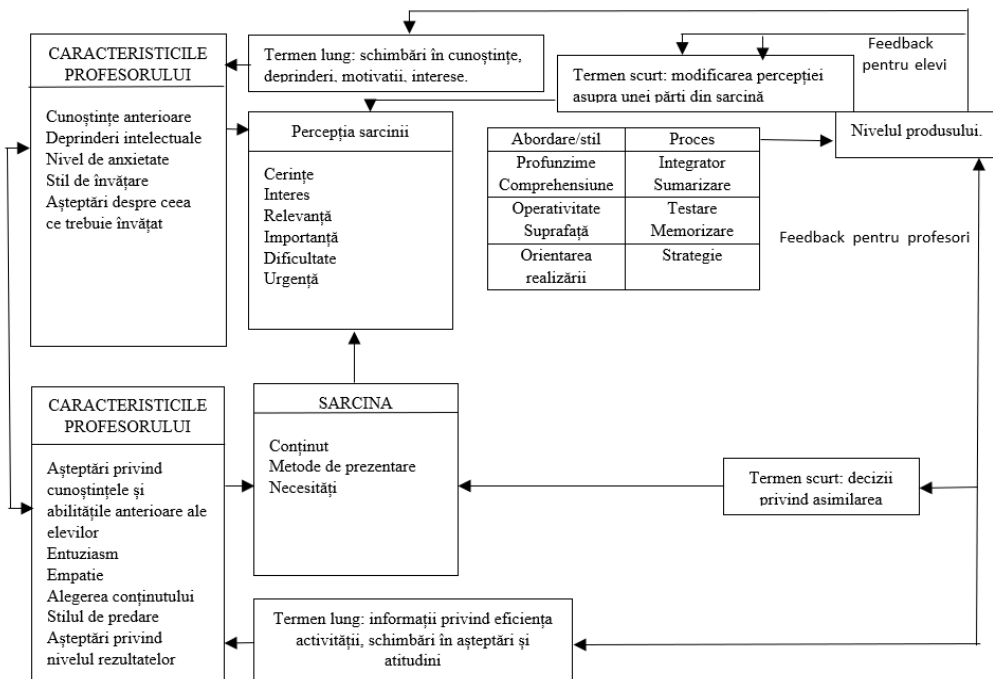 CARACTERISTICILE
PROFESORULUI
Cunoștințe anterioare
Deprinderi intelectuale
Nivel de anxietate
Stil de învățare
Așteptări despre ceea
ce trebuie învățat
Termen lung: schimbări în cunoștințe,
deprinderi, motivații, interese.
Feedback
pentru elevi
Termen scurt: modificarea percepției
asupra unei părti din sarcină
Nivelul produsului.
Percepția sarcinii
Cerințe
Interes
Relevanță
Importanță
Dificultate
Urgență
Abordare/stil Proces
Profunzime Integrator
Comprehensiune Sumarizare
Operativitate Testare
Suprafață Memorizare
Orientarea Strategie
realizării
Feedback pentru profesori
CARACTERISTICILE
PROFESORULUI
Așteptări privind
cunoștințele și
abilitățile anterioare ale
elevilor
Entuziasm
Empatie
Alegerea conținutului
Stilul de predare
Așteptări privind
nivelul rezultatelor
SARCINA
Conținut
Metode de prezentare
Necesități
Termen scurt: decizii
privind asimilarea
Termen lung: informații privind eficiența
activității, schimbări în așteptări și
atitudini